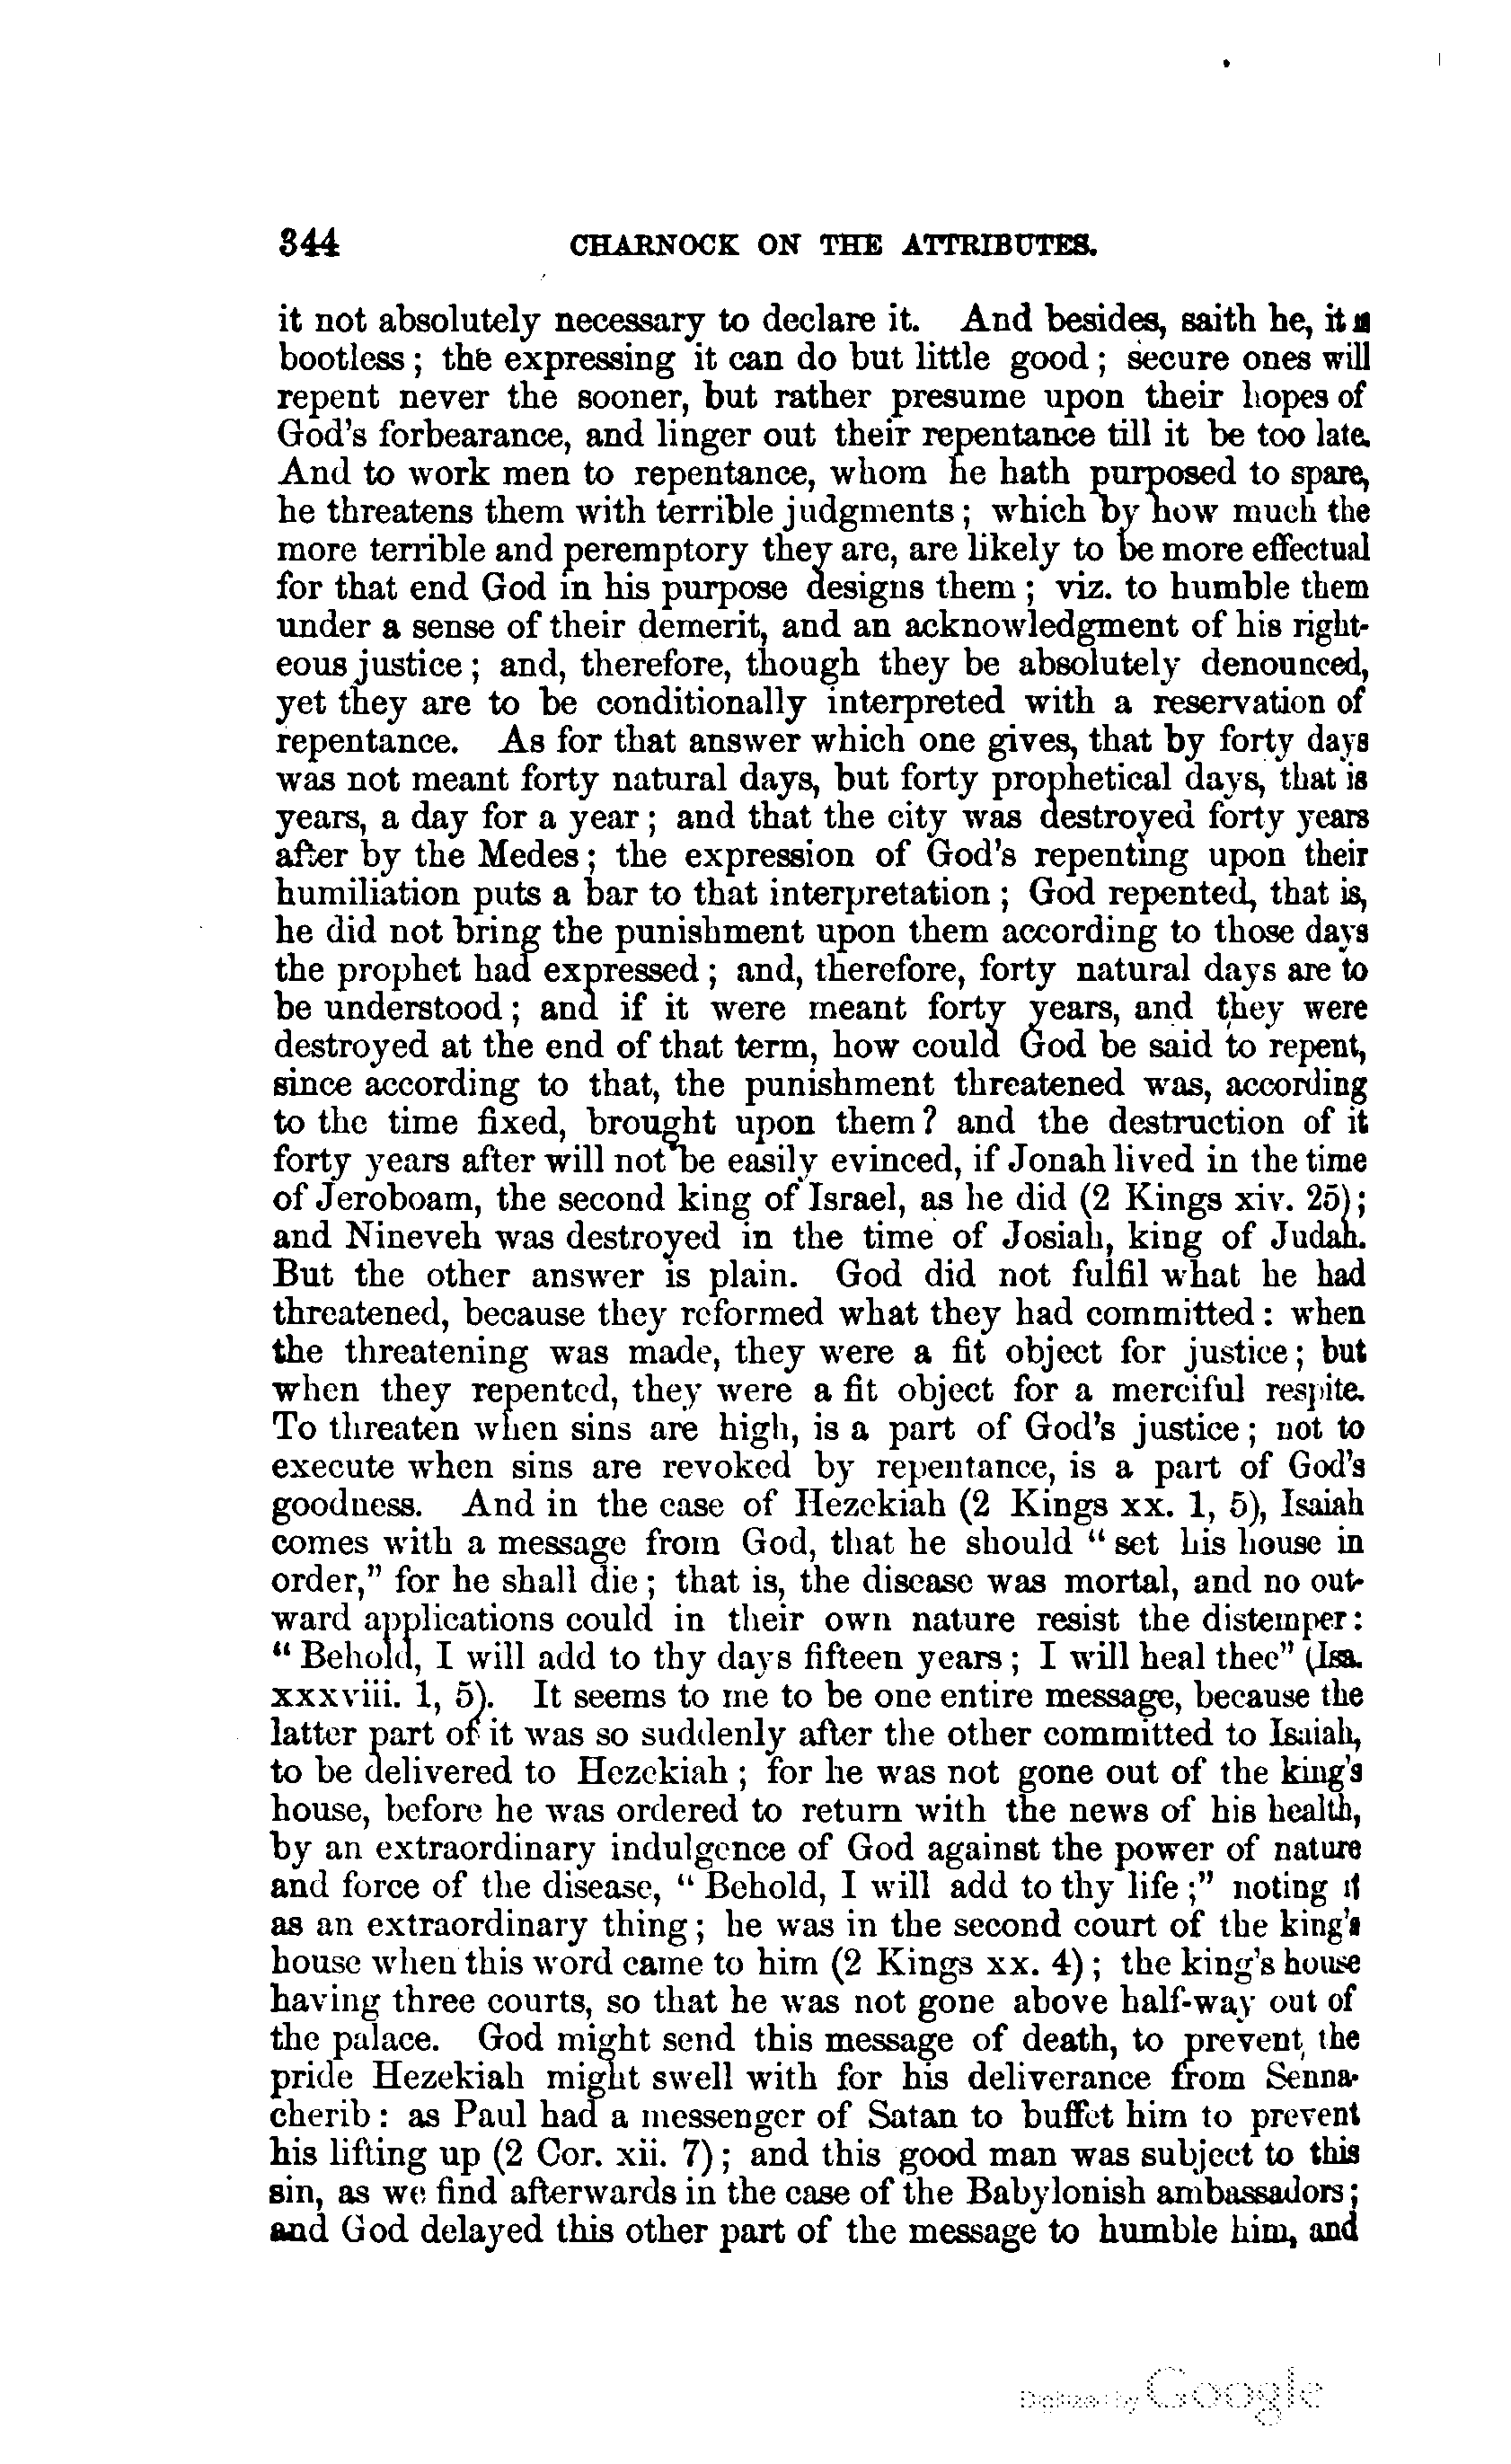 344 CHARNOCK ON THE ATTRIBUTES.
it not absolutely necessary to declare it. And besides, saith he, it is
bootless; the expressing it can do but little good; secure ones will
repent never the sooner, but rather presume upon their hopes of
God's forbearance, and linger out their repentance till it be too late.
And to work men to repentance, whom he hath purposed to spare,
he threatens them with terrible judgments; which by how much the
more terrible and peremptory they are, are likely to be more effectual
for that end God in his purpose designs them; viz. to humble them
under a sense of their demerit, and an acknowledgment of his right-
eous justice; and, therefore, though they be absolutely denounced,
yet they are to be conditionally interpreted with a reservation of
repentance. As for that answer which one gives, that by forty days
was not meant forty natural days, but forty prophetical days, that is
years, a day for a year; and that the city was destroyed forty years
after by the Medes; the expression of God's repenting upon their
humiliation puts a bar to that interpretation; God repented, that is,
he did not bring the punishment upon them according to those days
the prophet had expressed; and, therefore, forty natural days are to
be understood; and if it were meant forty years, and they were
destroyed at the end of that term, how could God be said to repent,
since according to that, the punishment threatened was, according
to the time fixed, brought upon them? and the destruction of it
forty years after will not be easily evinced, if Jonah lived in the time
of Jeroboam, the second king of Israel, as he did (2 Kings xiv. 25);
and Nineveh was destroyed in the time of Josiah, king of Judah.
But the other answer is plain. God did not fulfil what he had
threatened, because they reformed what they had committed: when
the threatening was made, they were a fit object for justice; but
when they repented, they were a fit object for a merciful respite.
To threaten when sins are high, is a part of God's justice; not to
execute when sins are revoked by repentance, is a part of God's
goodness. And in the case of Hezekiah (2 Kings xx. 1, 5), Isaiah
comes with a message from God, that he should "set his house in
order," for he shall die; that is, the disease was mortal, and no out-
ward applications could in their own nature resist the distemper:
"Behold, I will add to thy days fifteen years; I will heal thee" (Isa.
xxxviii. 1, 5). It seems to me to be one entire message, because the
latter part of it was so suddenly after the other committed to Isaiah,
to be delivered to Hezekiah; for he was not gone out of the king's
house, before he was ordered to return with the news of his health,
by an extraordinary indulgence of God against the power of nature
and force of the disease, "Behold, I will add to thy life;" noting it
as an extraordinary thing; he was in the second court of the king's
house when this word came to him (2 Kings xx. 4); the king's house
having three courts, so that he was not gone above half-way out of
the palace. God might send this message of death, to prevent the
pride Hezekiah might swell with for his deliverance from Senna-
cherib: as Paul had a messenger of Satan to buffet him to prevent
his lifting up (2 Cor. xii. 7); and this good man was subject to this
sin, as we find afterwards in the case of the Babylonish ambassadors;
and God delayed this other part of the message to humble him, and
Digitized by Google